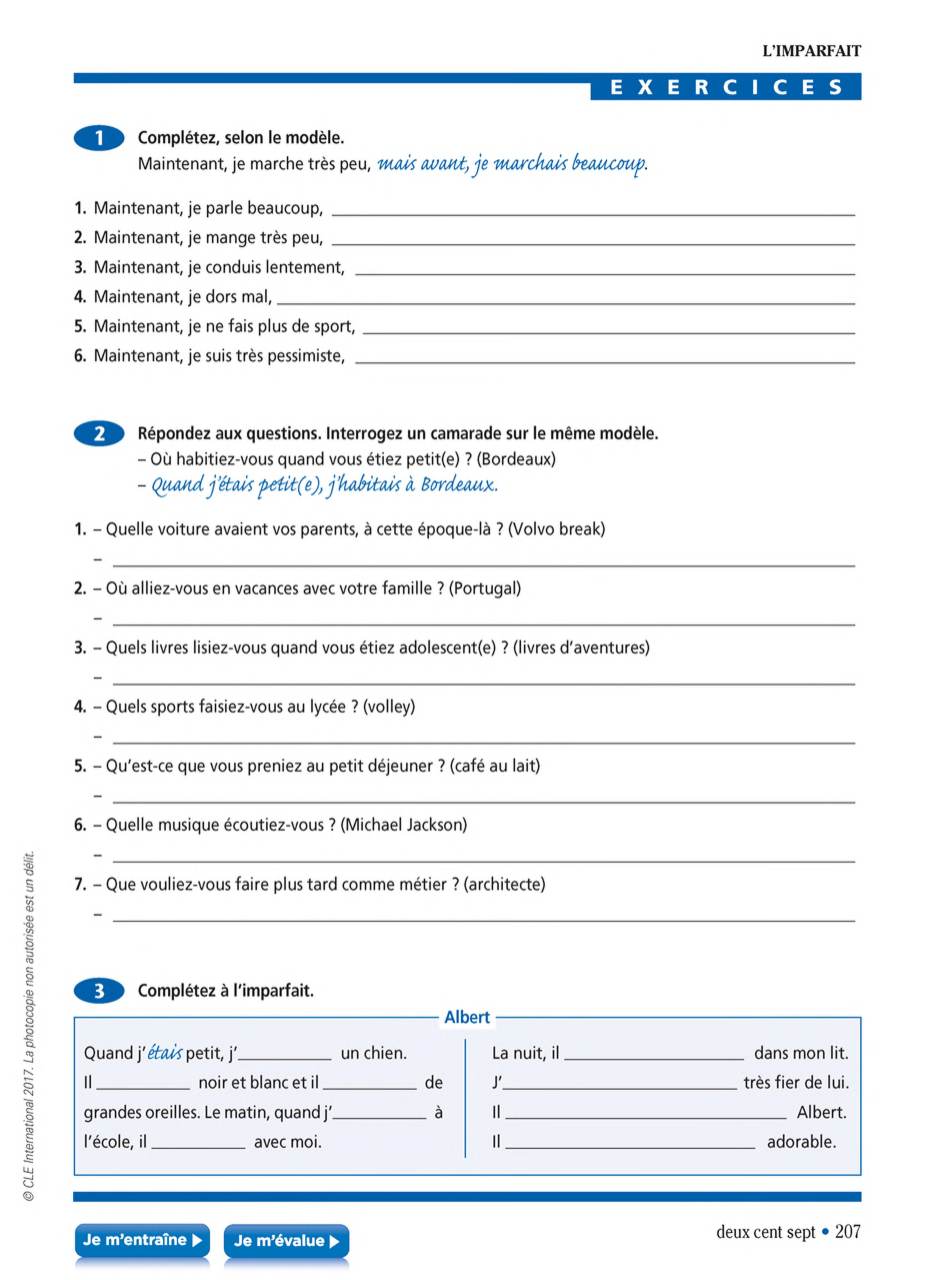 L'IMPARFAIT
EXERCICES
1 Complétez, selon le modèle.
Maintenant, je marche très peu, mais avant, je marchais beaucoup.
1. Maintenant, je parle beaucoup,
2. Maintenant, je mange très peu,
3. Maintenant, je conduis lentement,
4. Maintenant, je dors mal,
5. Maintenant, je ne fais plus de sport,
6. Maintenant, je suis très pessimiste,
2 Répondez aux questions. Interrogez un camarade sur le même modèle.
– Où habitiez-vous quand vous étiez petit(e) ? (Bordeaux)
– Quand j'étais petit(e), j'habitais à Bordeaux.
1. – Quelle voiture avaient vos parents, à cette époque-là ? (Volvo break)
–
2. – Où alliez-vous en vacances avec votre famille ? (Portugal)
–
3. – Quels livres lisiez-vous quand vous étiez adolescent(e) ? (livres d'aventures)
–
4. – Quels sports faisiez-vous au lycée ? (volley)
–
5. – Qu'est-ce que vous preniez au petit déjeuner ? (café au lait)
–
6. – Quelle musique écoutiez-vous ? (Michael Jackson)
–
7. – Que vouliez-vous faire plus tard comme métier ? (architecte)
–
3 Complétez à l'imparfait.
Albert
Quand j'étais petit, j'____ un chien.
Il ____ noir et blanc et il ____ de
grandes oreilles. Le matin, quand j'____ à
l'école, il ____ avec moi.
La nuit, il ____ dans mon lit.
J'____ très fier de lui.
Il ____ Albert.
Il ____ adorable.
© CLE International 2017. La photocopie non autorisée est un délit.
Je m'entraîne
Je m'évalue
deux cent sept • 207